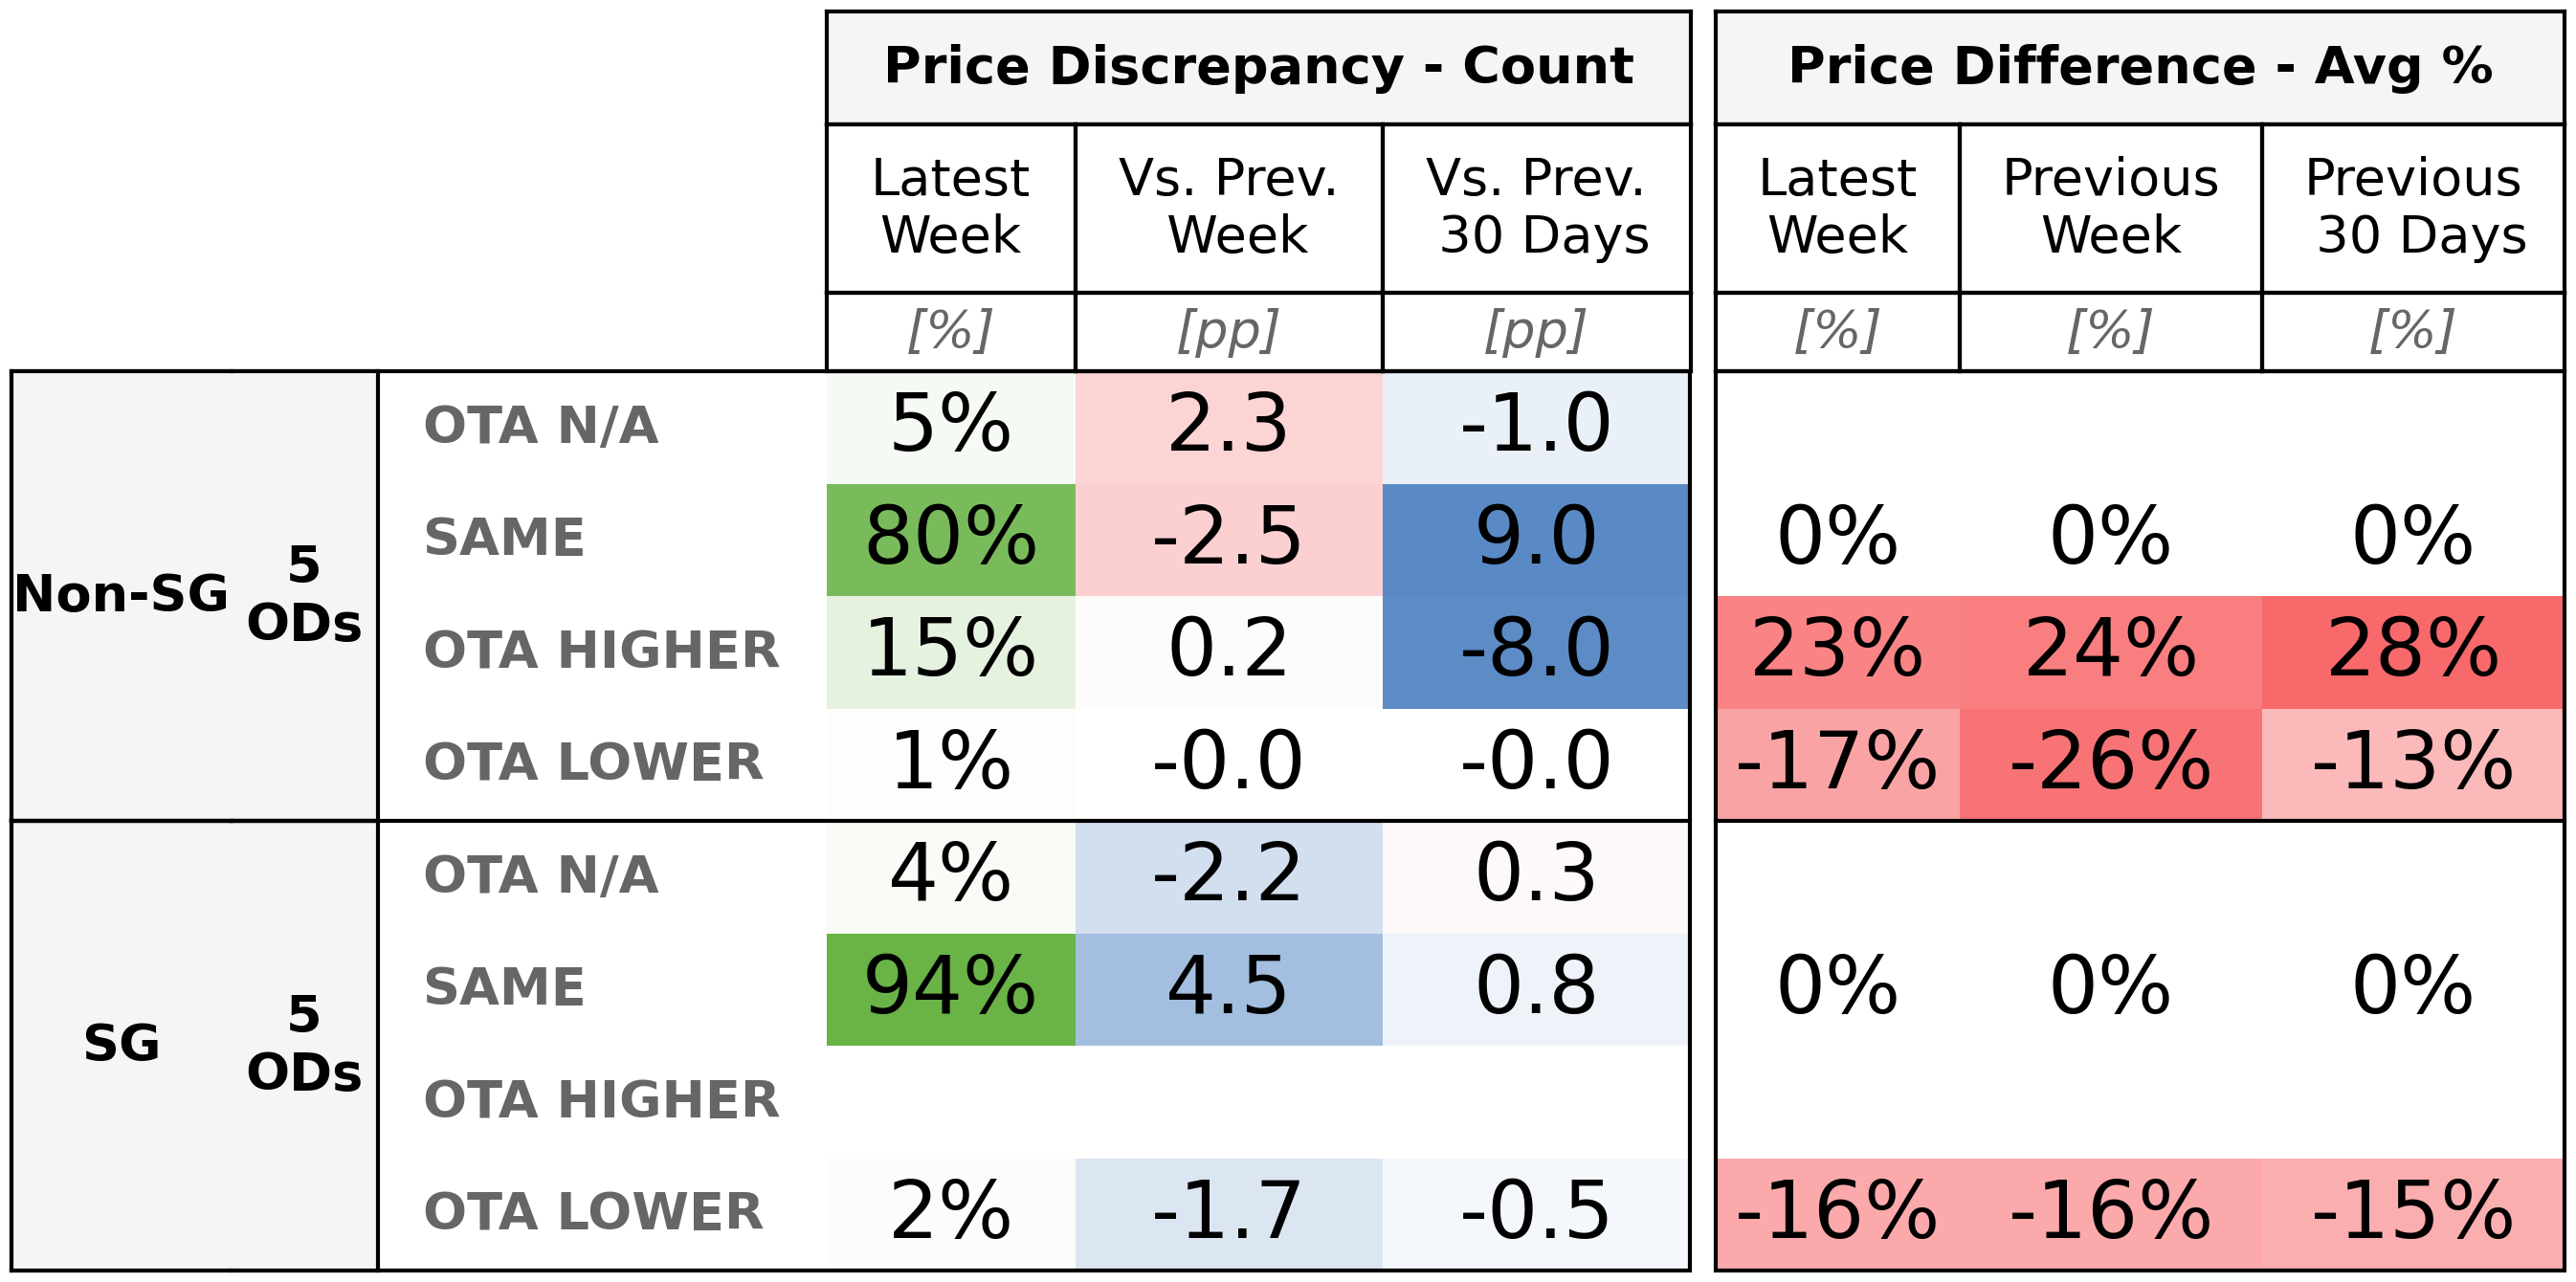 Price Discrepancy - Count Price Difference - Avg %
Latest Week Vs. Prev. Week Vs. Prev. 30 Days Latest Week Previous Week Previous 30 Days
[%] [pp] [pp] [%] [%] [%]
Non-SG 5 ODs
OTA N/A 5% 2.3 -1.0
SAME 80% -2.5 9.0 0% 0% 0%
OTA HIGHER 15% 0.2 -8.0 23% 24% 28%
OTA LOWER 1% -0.0 -0.0 -17% -26% -13%
SG 5 ODs
OTA N/A 4% -2.2 0.3
SAME 94% 4.5 0.8 0% 0% 0%
OTA HIGHER
OTA LOWER 2% -1.7 -0.5 -16% -16% -15%